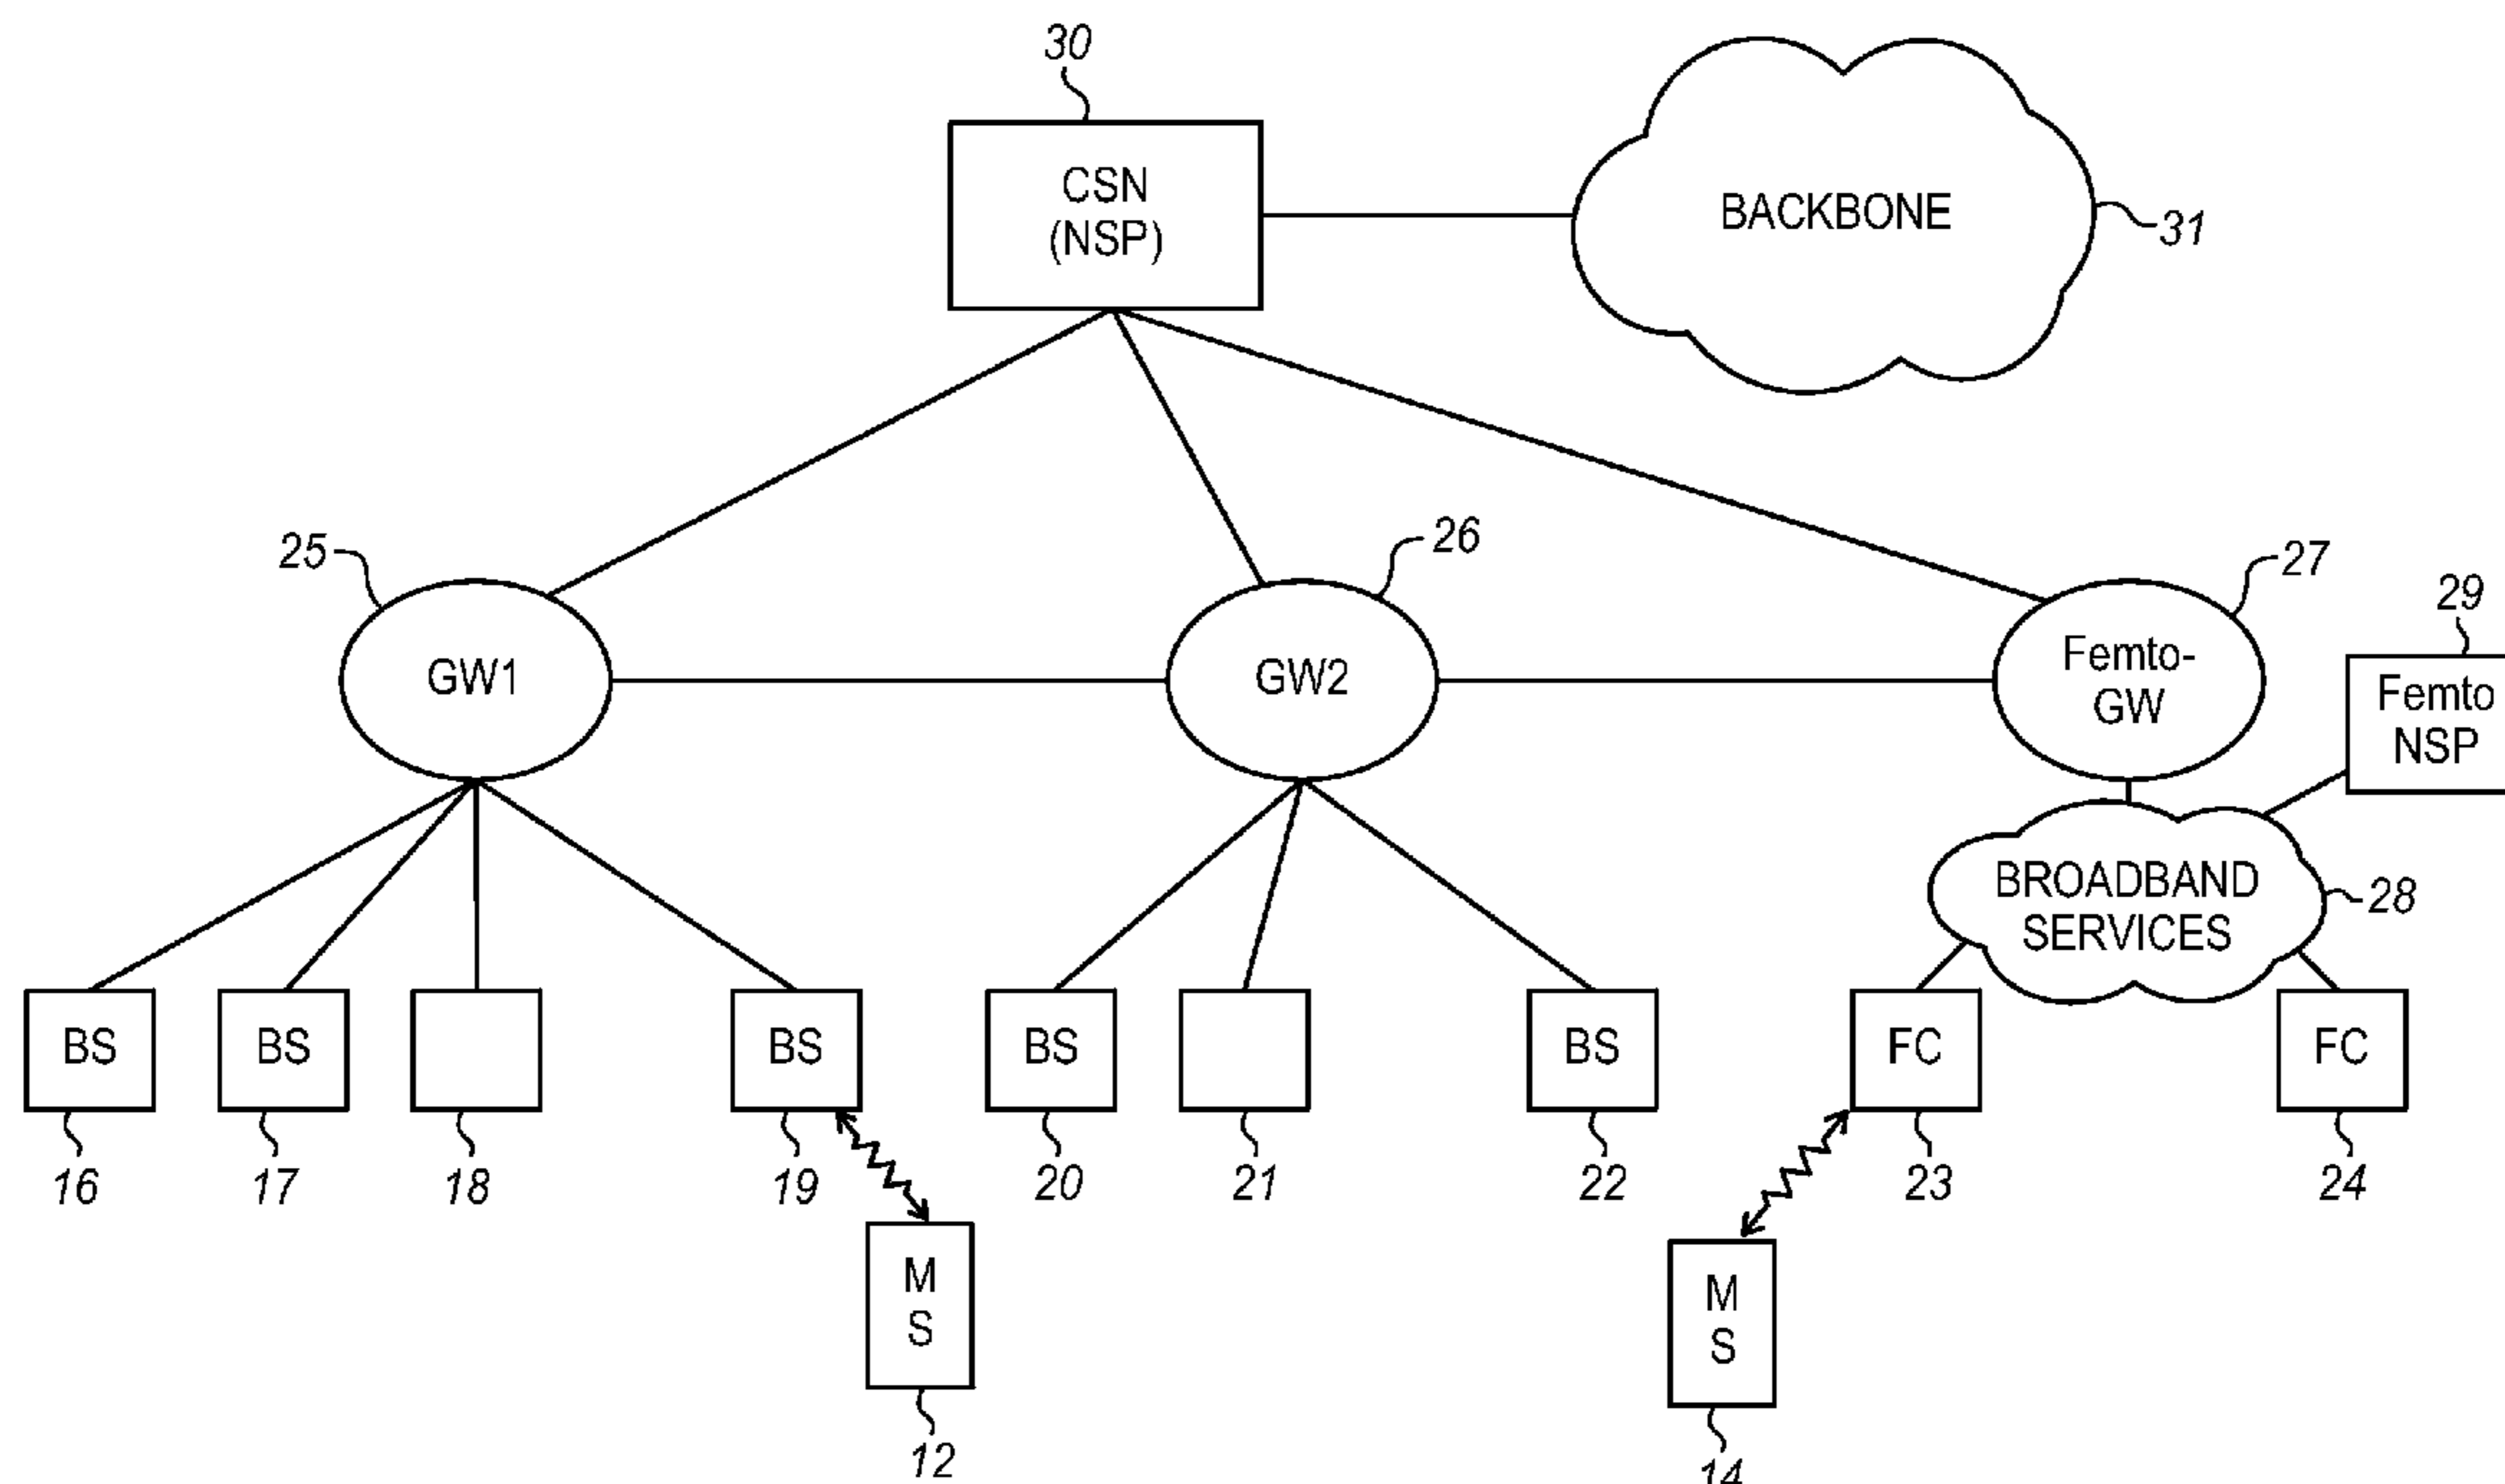 30
CSN
(NSP)
BACKBONE
31
25
26
27
29
GW1
GW2
Femto-
GW
Femto
NSP
BROADBAND
SERVICES
28
BS
BS
BS
BS
BS
FC
FC
16
17
18
19
20
21
22
23
24
M
S
M
S
12
14